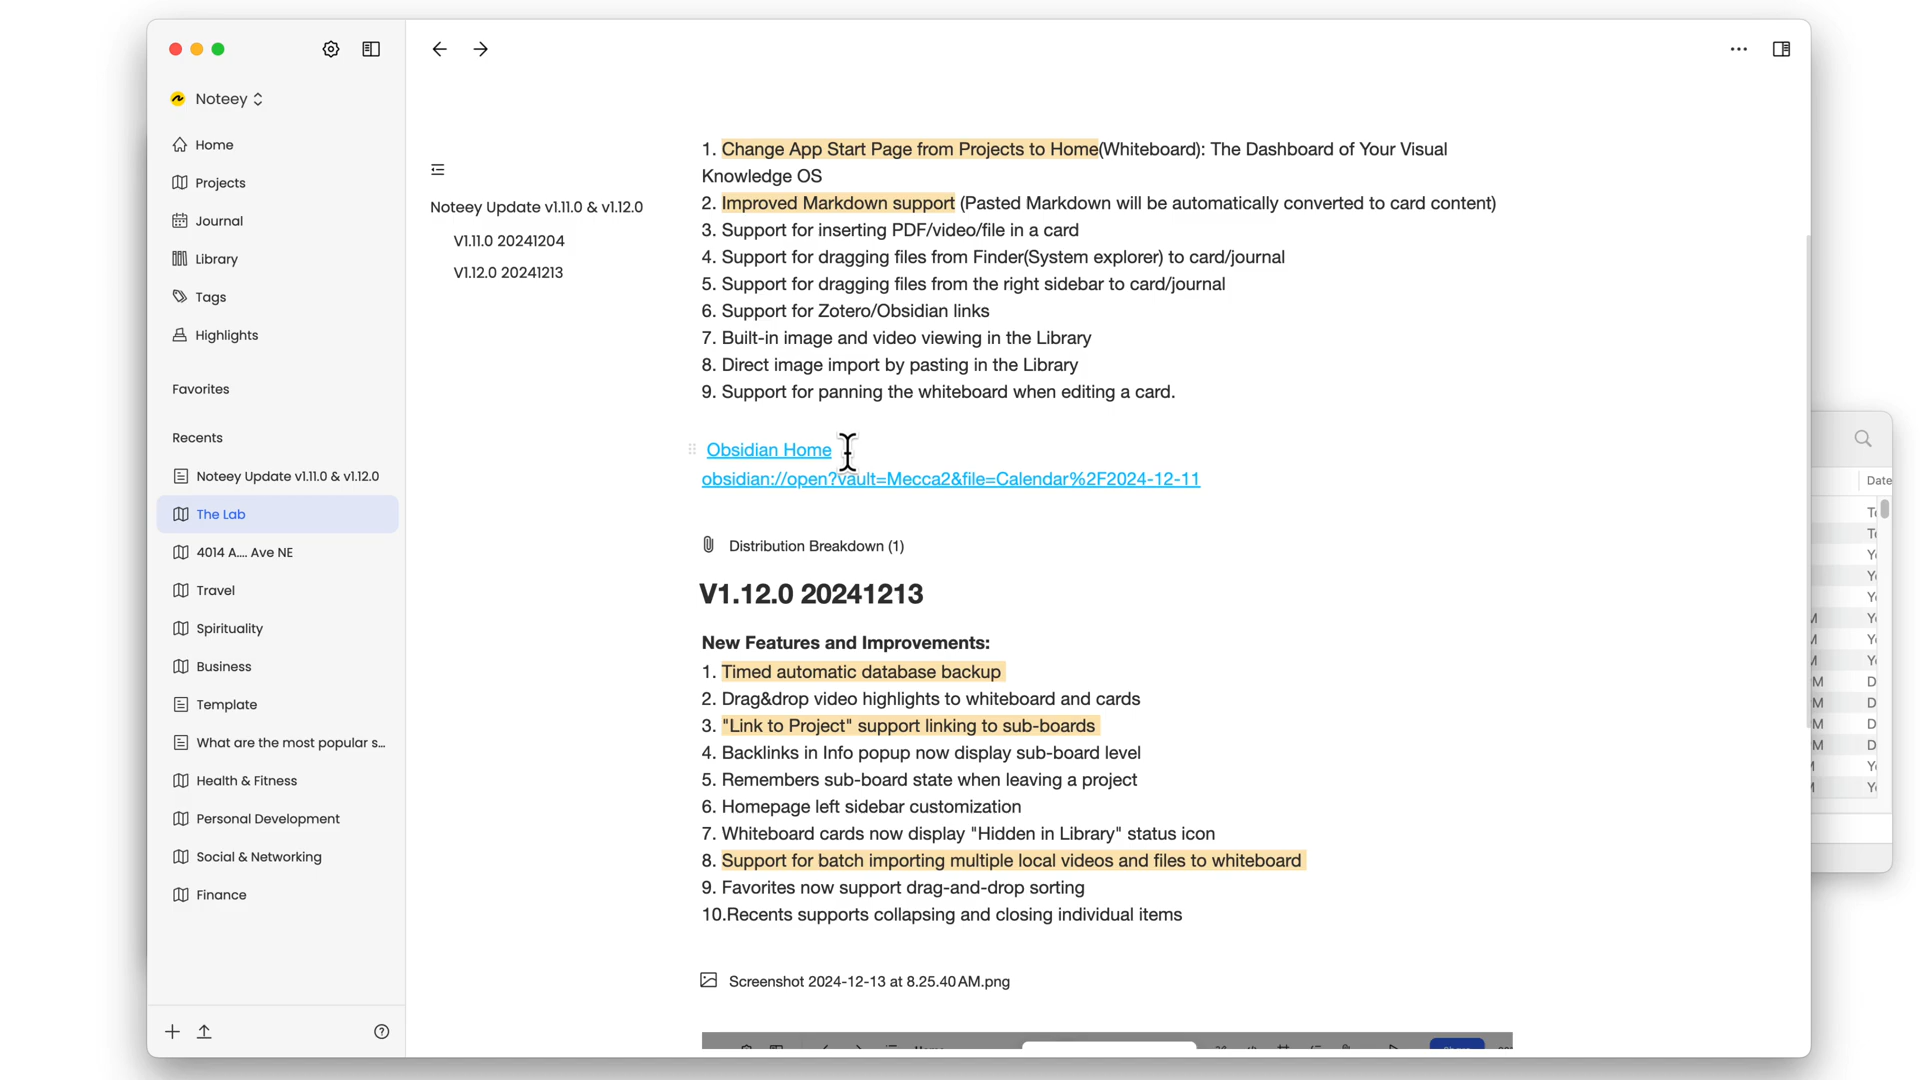 Noteey
Home
Projects
Journal
Library
Tags
Highlights
Favorites
Recents
Noteey Update v1.11.0 & v1.12.0
The Lab
4014 A.... Ave NE
Travel
Spirituality
Business
Template
What are the most popular s...
Health & Fitness
Personal Development
Social & Networking
Finance
Noteey Update v1.11.0 & v1.12.0
V1.11.0 20241204
V1.12.0 20241213
1. Change App Start Page from Projects to Home(Whiteboard): The Dashboard of Your Visual
Knowledge OS
2. Improved Markdown support (Pasted Markdown will be automatically converted to card content)
3. Support for inserting PDF/video/file in a card
4. Support for dragging files from Finder(System explorer) to card/journal
5. Support for dragging files from the right sidebar to card/journal
6. Support for Zotero/Obsidian links
7. Built-in image and video viewing in the Library
8. Direct image import by pasting in the Library
9. Support for panning the whiteboard when editing a card.
Obsidian Home
obsidian://open?vault=Mecca2&file=Calendar%2F2024-12-11
Distribution Breakdown (1)
V1.12.0 20241213
New Features and Improvements:
1. Timed automatic database backup
2. Drag&drop video highlights to whiteboard and cards
3. "Link to Project" support linking to sub-boards
4. Backlinks in Info popup now display sub-board level
5. Remembers sub-board state when leaving a project
6. Homepage left sidebar customization
7. Whiteboard cards now display "Hidden in Library" status icon
8. Support for batch importing multiple local videos and files to whiteboard
9. Favorites now support drag-and-drop sorting
10.Recents supports collapsing and closing individual items
Screenshot 2024-12-13 at 8.25.40 AM.png
Date